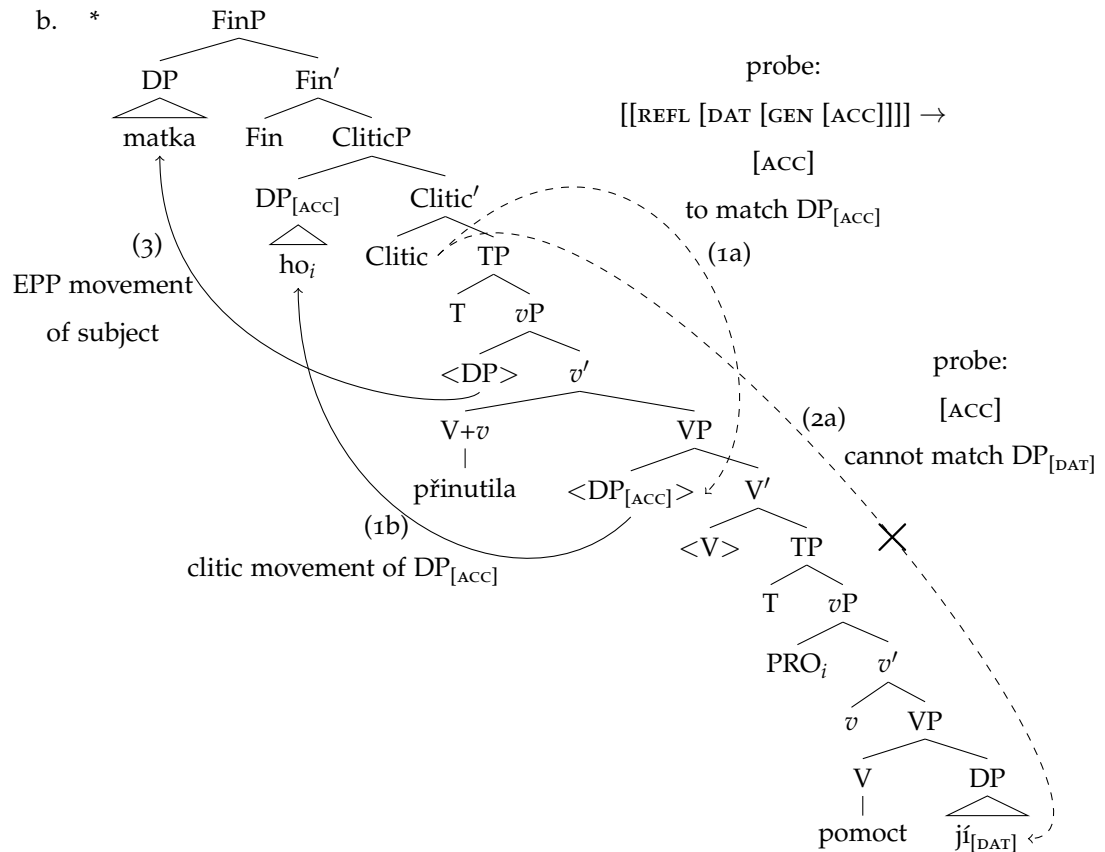 b. * FinP
DP Fin′
probe:
[[REFL [DAT [GEN [ACC]]]] →
[ACC]
to match DP[ACC]
matka Fin CliticP
DP[ACC] Clitic′
(3)
EPP movement
of subject
hoᵢ Clitic TP
(1a)
T vP
<DP> v′
probe:
[ACC]
cannot match DP[DAT]
(2a)
V+v VP
přinutila <DP[ACC]> V′
(1b)
clitic movement of DP[ACC]
<V> TP
T vP
PROᵢ v′
v VP
V DP
pomoct jí[DAT]